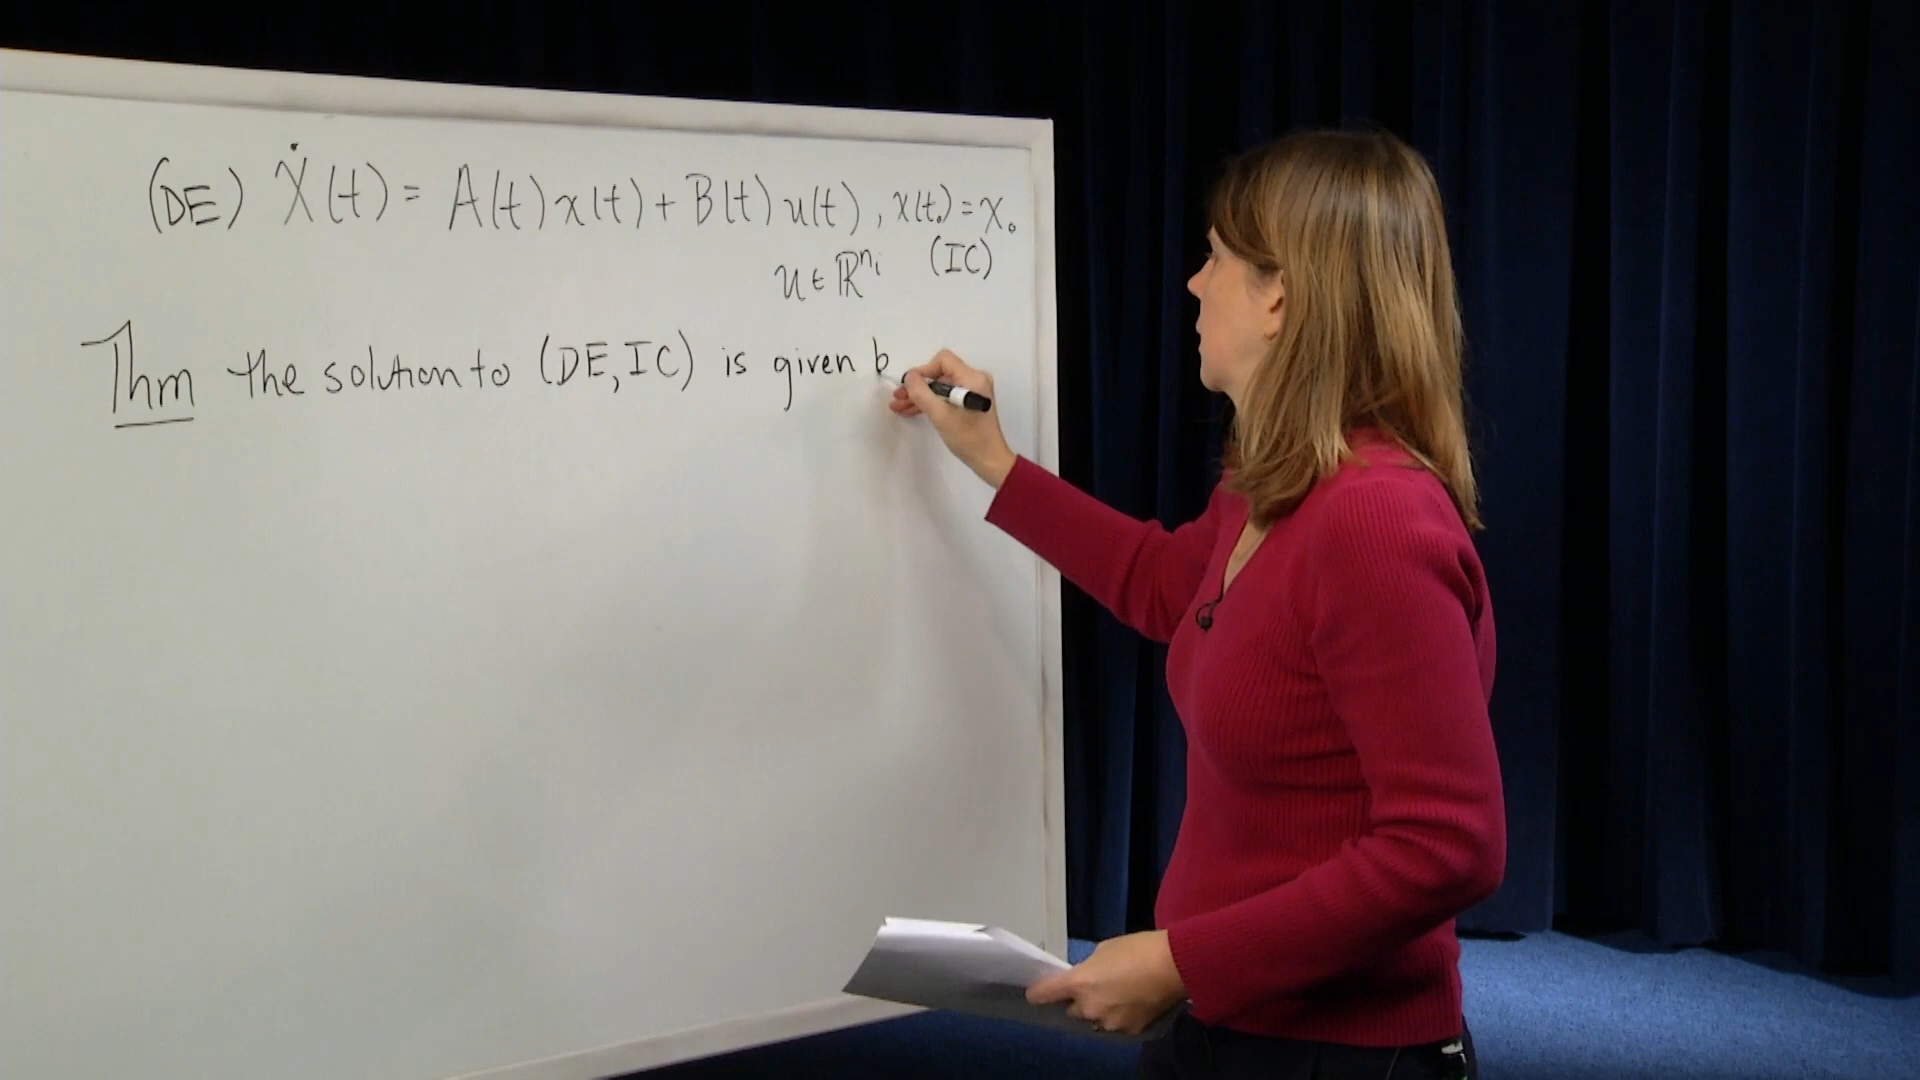 (DE) Ẋ(t) = A(t)x(t) + B(t)u(t), x(t₀) = x₀
u ∈ ℝⁿⁱ (IC)
Thm the solution to (DE, IC) is given b